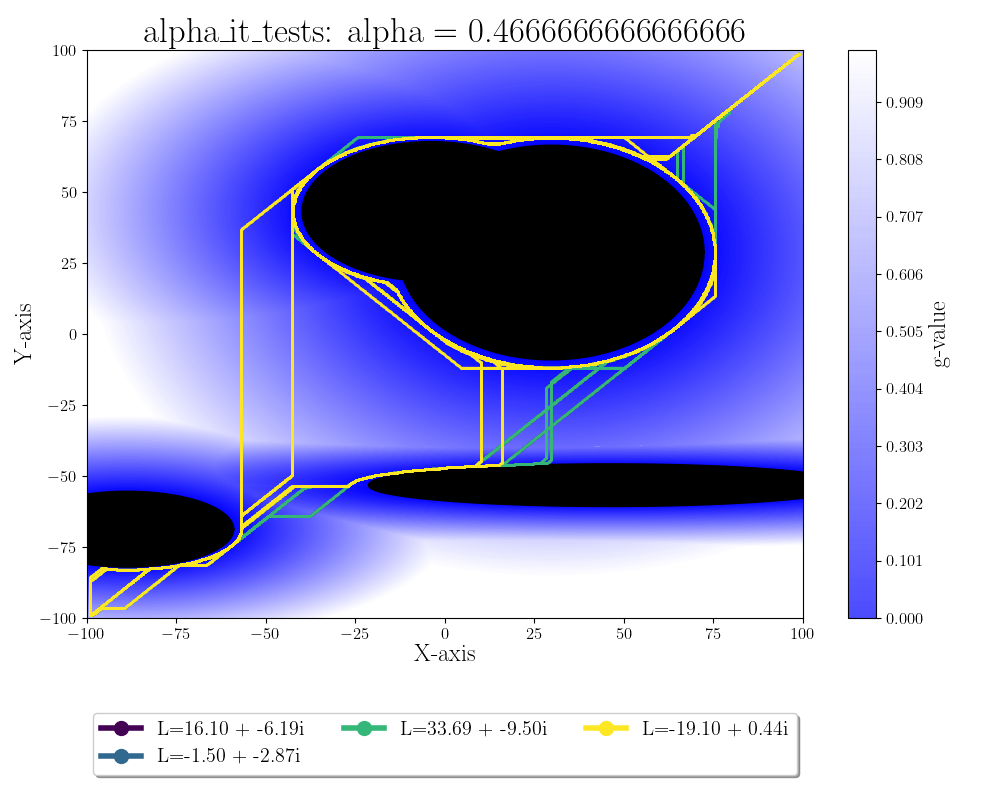 alpha_it_tests: alpha = 0.4666666666666666
100
75
50
25
0
−25
−50
−75
−100
Y-axis
−100 −75 −50 −25 0 25 50 75 100
X-axis
0.909
0.808
0.707
0.606
0.505
0.404
0.303
0.202
0.101
0.000
g-value
L=16.10 + -6.19i L=33.69 + -9.50i L=-19.10 + 0.44i
L=-1.50 + -2.87i